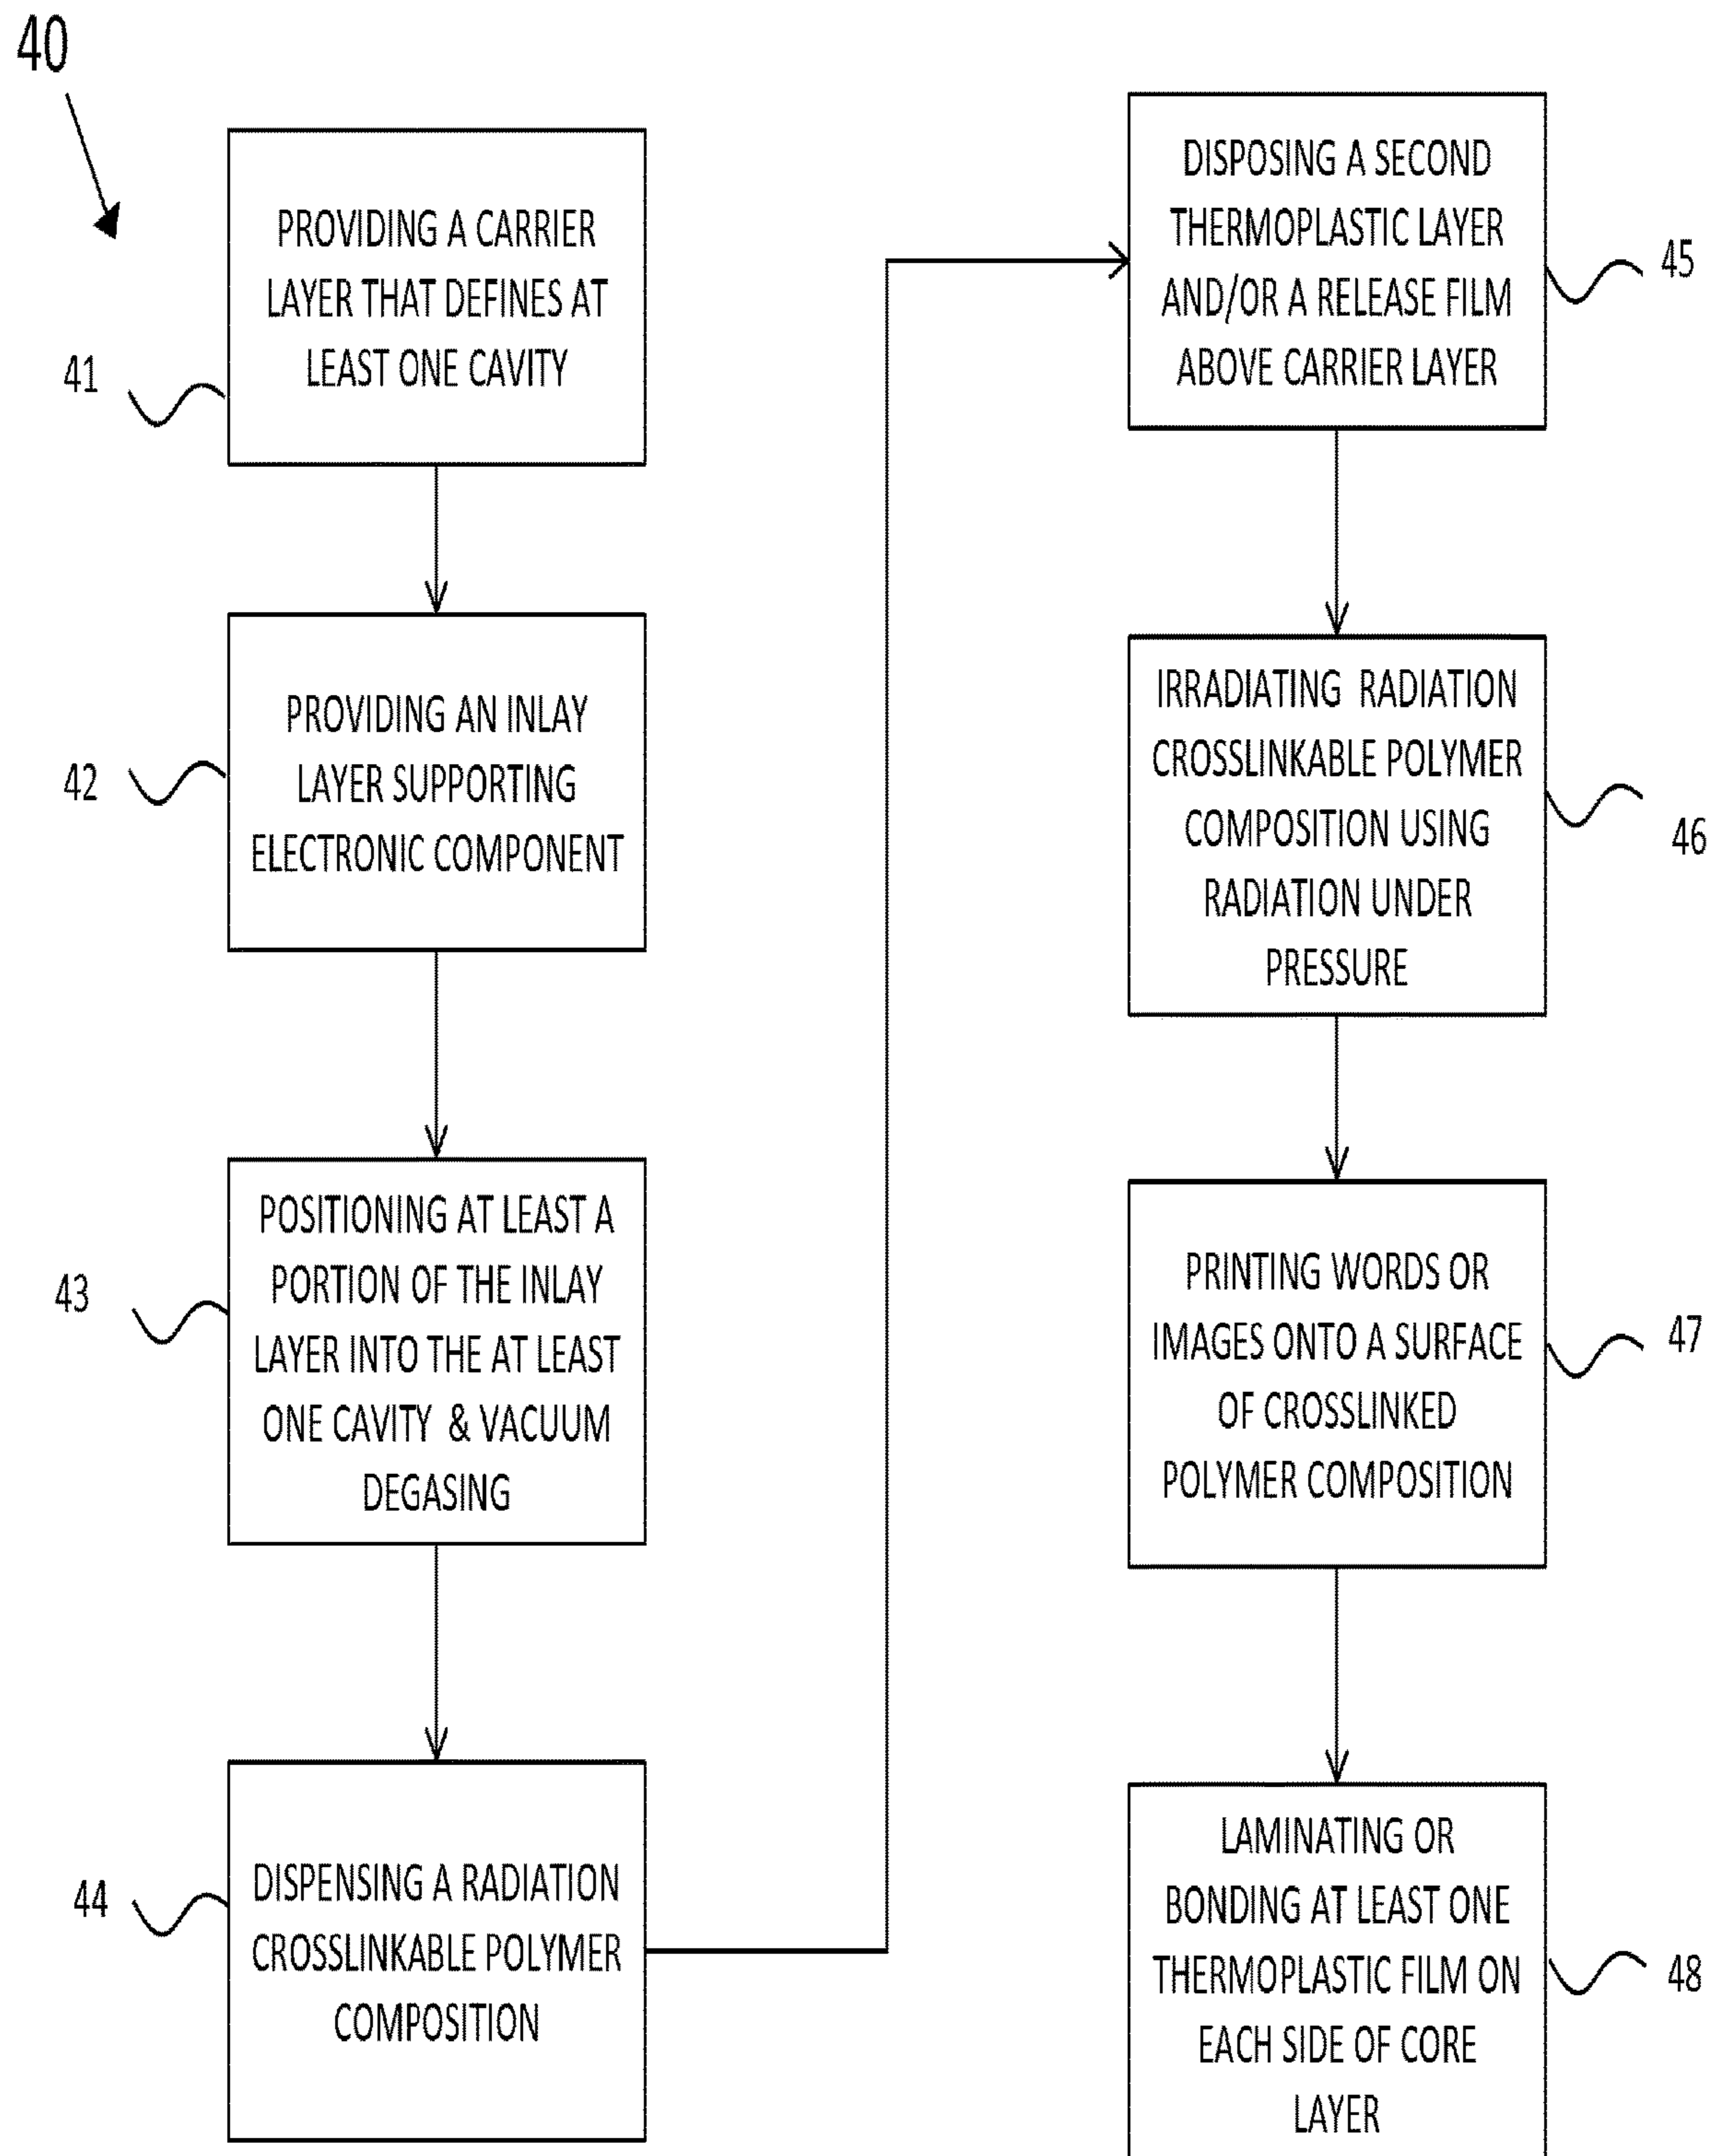 40
PROVIDING A CARRIER
LAYER THAT DEFINES AT
LEAST ONE CAVITY
41
PROVIDING AN INLAY
LAYER SUPPORTING
ELECTRONIC COMPONENT
42
POSITIONING AT LEAST A
PORTION OF THE INLAY
LAYER INTO THE AT LEAST
ONE CAVITY & VACUUM
DEGASING
43
DISPENSING A RADIATION
CROSSLINKABLE POLYMER
COMPOSITION
44
DISPOSING A SECOND
THERMOPLASTIC LAYER
AND/OR A RELEASE FILM
ABOVE CARRIER LAYER
45
IRRADIATING RADIATION
CROSSLINKABLE POLYMER
COMPOSITION USING
RADIATION UNDER
PRESSURE
46
PRINTING WORDS OR
IMAGES ONTO A SURFACE
OF CROSSLINKED
POLYMER COMPOSITION
47
LAMINATING OR
BONDING AT LEAST ONE
THERMOPLASTIC FILM ON
EACH SIDE OF CORE
LAYER
48